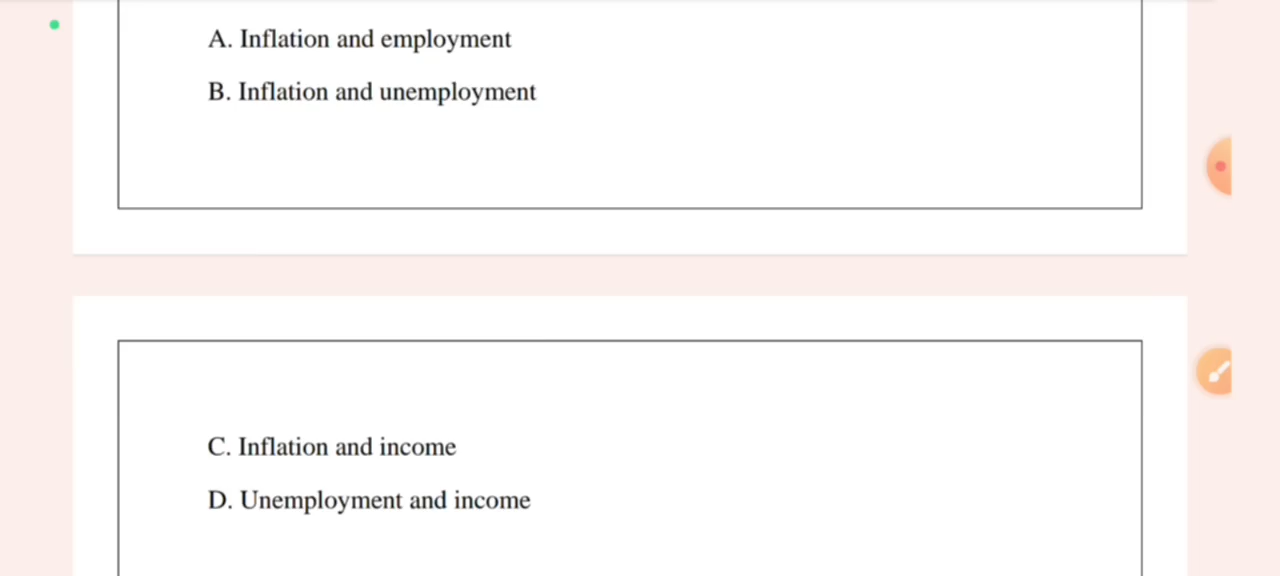 A. Inflation and employment
B. Inflation and unemployment
C. Inflation and income
D. Unemployment and income